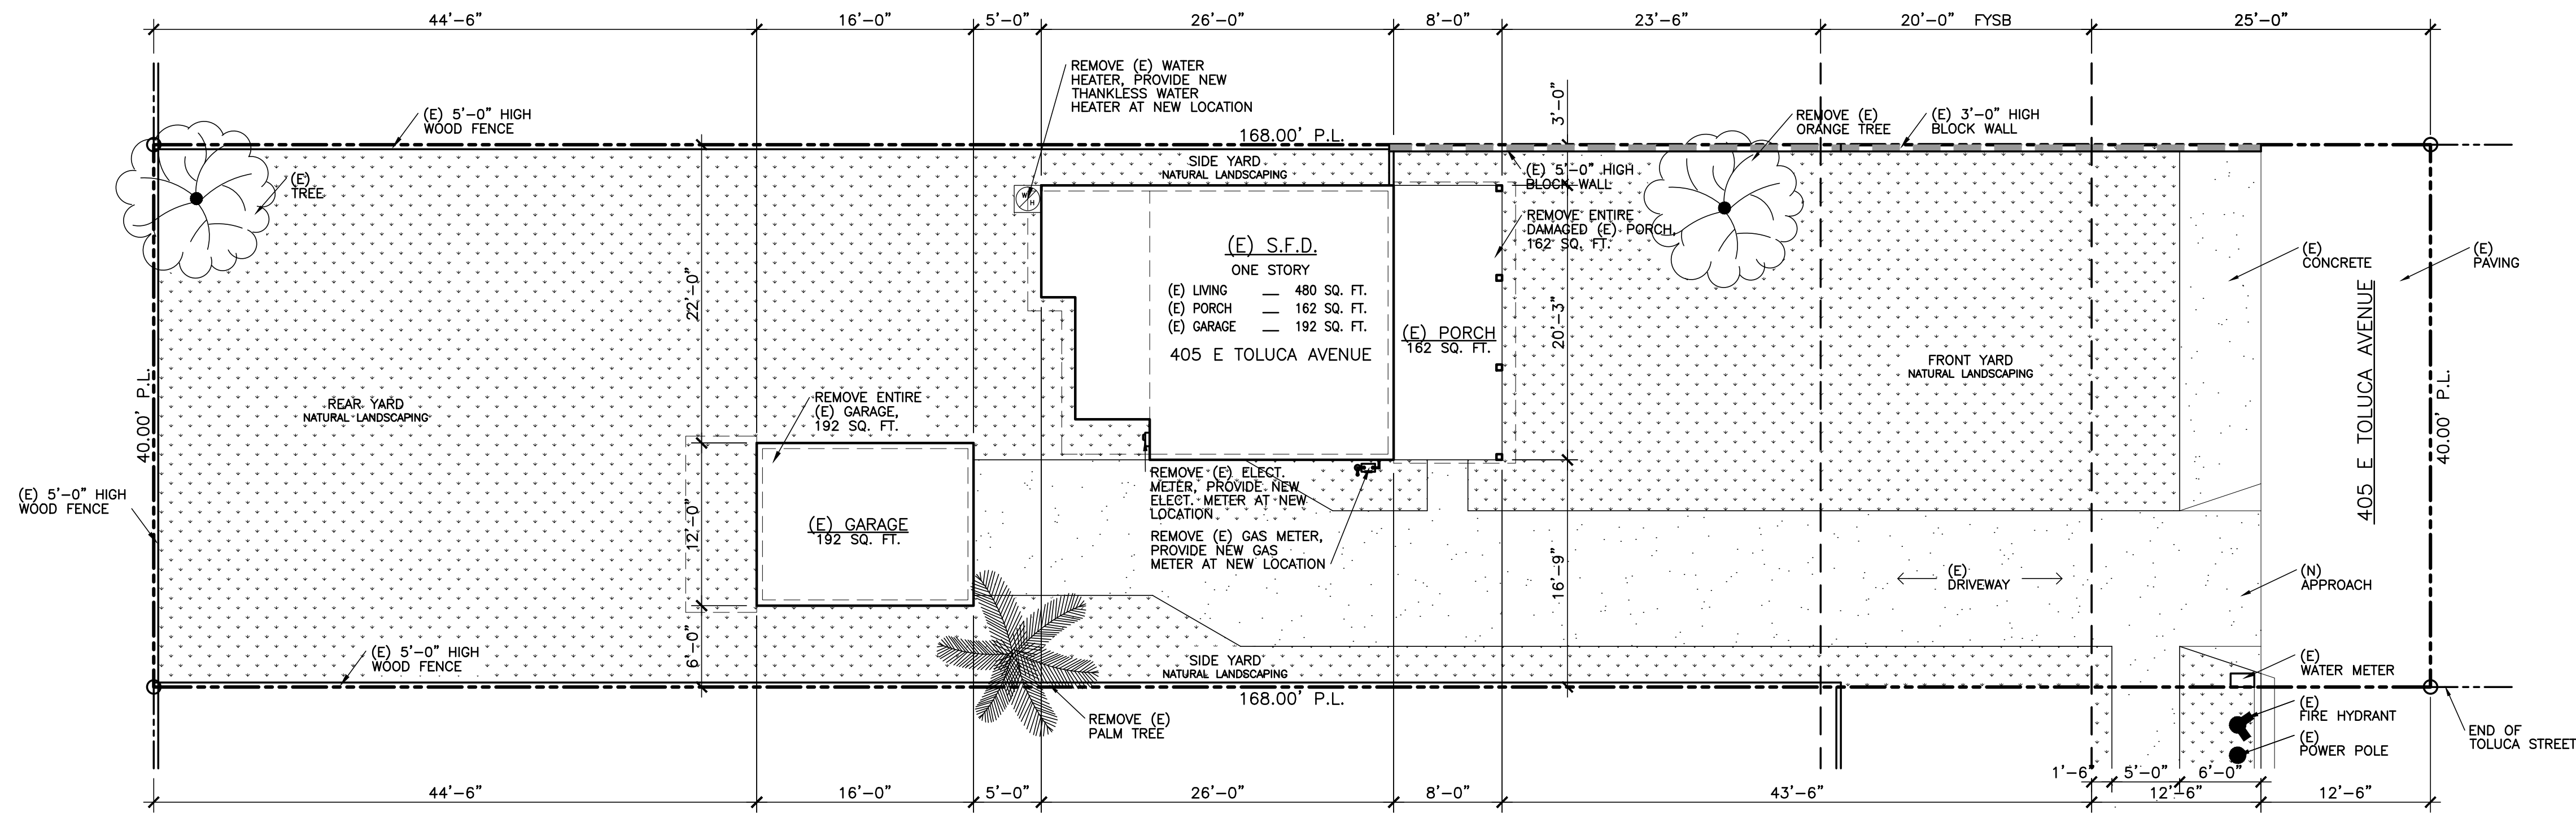 44'-6"
16'-0"
5'-0"
26'-0"
8'-0"
23'-6"
20'-0" FYSB
25'-0"
REMOVE (E) WATER
HEATER, PROVIDE NEW
THANKLESS WATER
HEATER AT NEW LOCATION
(E) 5'-0" HIGH
WOOD FENCE
168.00' P.L.
3'-0"
REMOVE (E)
ORANGE TREE
(E) 3'-0" HIGH
BLOCK WALL
SIDE YARD
NATURAL LANDSCAPING
(E) 5'-0" HIGH
BLOCK WALL
(E)
TREE
W
H
REMOVE ENTIRE
DAMAGED (E) PORCH,
162 SQ. FT.
(E) S.F.D.
ONE STORY
(E) LIVING — 480 SQ. FT.
(E) PORCH — 162 SQ. FT.
(E) GARAGE — 192 SQ. FT.
405 E TOLUCA AVENUE
(E)
CONCRETE
(E)
PAVING
22'-0"
(E) PORCH
162 SQ. FT.
20'-3"
FRONT YARD
NATURAL LANDSCAPING
405 E TOLUCA AVENUE
40.00' P.L.
40.00' P.L.
REAR YARD
NATURAL LANDSCAPING
REMOVE ENTIRE
(E) GARAGE,
192 SQ. FT.
(E) 5'-0" HIGH
WOOD FENCE
12'-0"
(E) GARAGE
192 SQ. FT.
REMOVE (E) ELECT.
METER, PROVIDE NEW
ELECT. METER AT NEW
LOCATION
REMOVE (E) GAS METER,
PROVIDE NEW GAS
METER AT NEW LOCATION
16'-9"
(E)
DRIVEWAY
(N)
APPROACH
6'-0"
(E) 5'-0" HIGH
WOOD FENCE
SIDE YARD
NATURAL LANDSCAPING
168.00' P.L.
REMOVE (E)
PALM TREE
(E)
WATER METER
(E)
FIRE HYDRANT
(E)
POWER POLE
END OF
TOLUCA STREET
1'-6"
5'-0"
6'-0"
44'-6"
16'-0"
5'-0"
26'-0"
8'-0"
43'-6"
12'-6"
12'-6"